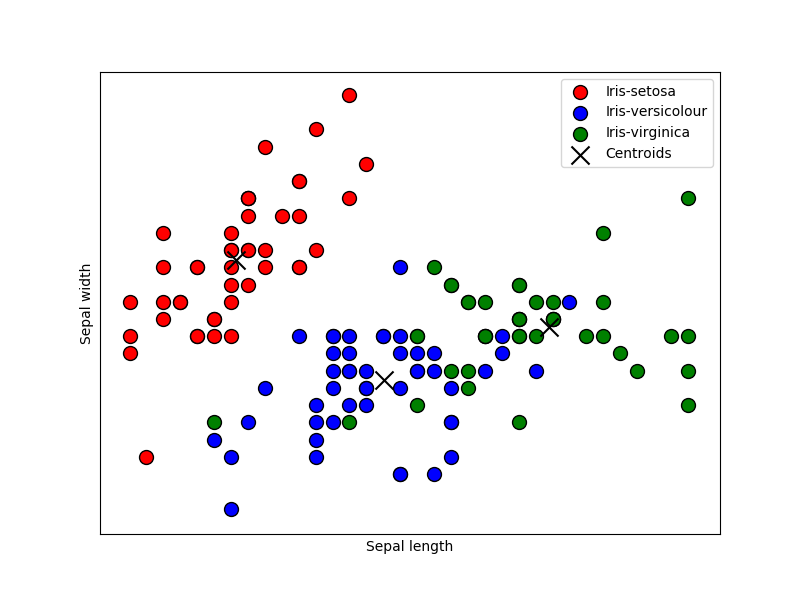 Iris-setosa
Iris-versicolour
Iris-virginica
Centroids
Sepal width
Sepal length